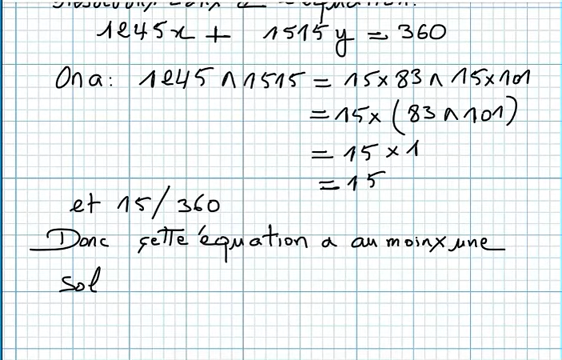 1245x + 1515y = 360
On a : 1245 ∧ 1515 = 15×83 ∧ 15×101
= 15×(83 ∧ 101)
= 15×1
= 15
et 15/360
Donc cette équation a au moinx une
sol